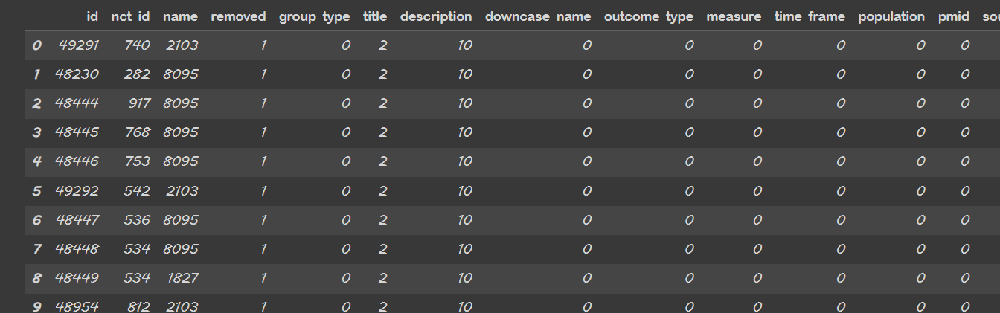 id nct_id name removed group_type title description downcase_name outcome_type measure time_frame population pmid sou
0 49291 740 2103 1 0 2 10 0 0 0 0 0 0
1 48230 282 8095 1 0 2 10 0 0 0 0 0 0
2 48444 917 8095 1 0 2 10 0 0 0 0 0 0
3 48445 768 8095 1 0 2 10 0 0 0 0 0 0
4 48446 753 8095 1 0 2 10 0 0 0 0 0 0
5 49292 542 2103 1 0 2 10 0 0 0 0 0 0
6 48447 536 8095 1 0 2 10 0 0 0 0 0 0
7 48448 534 8095 1 0 2 10 0 0 0 0 0 0
8 48449 534 1827 1 0 2 10 0 0 0 0 0 0
9 48954 812 2103 1 0 2 10 0 0 0 0 0 0